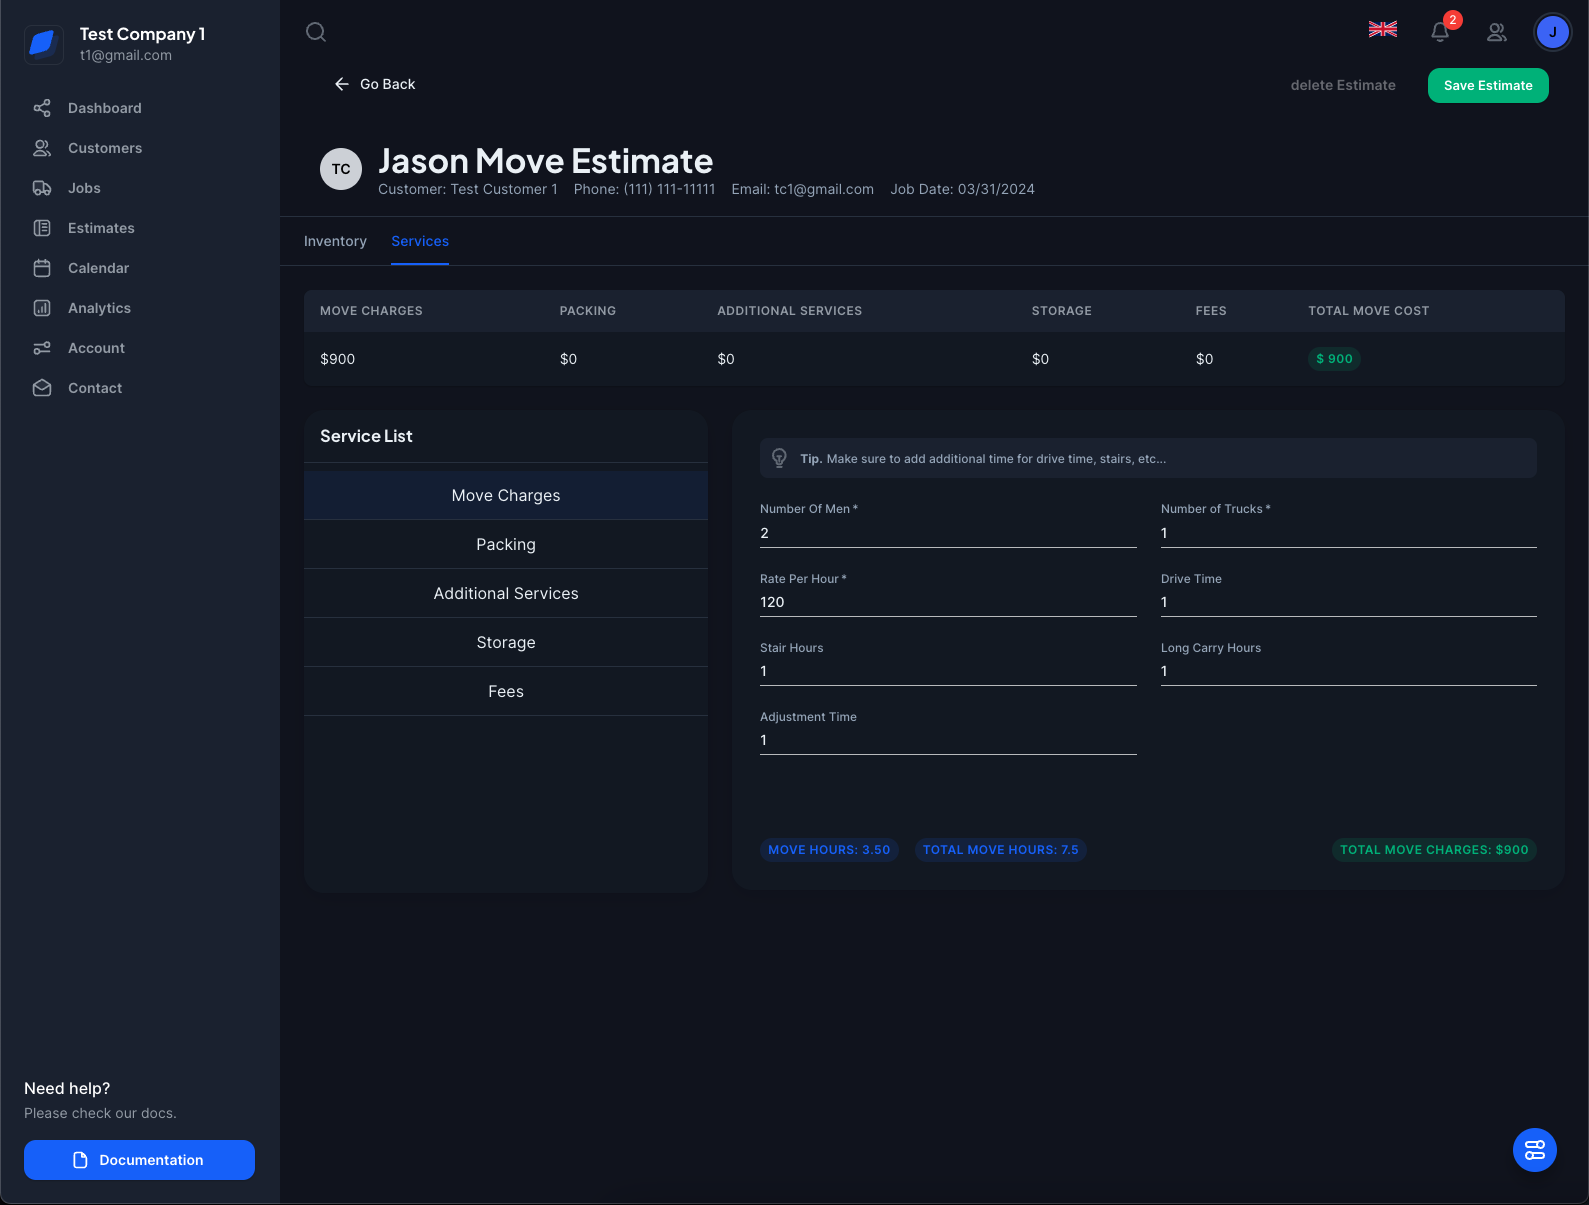 Test Company 1
t1@gmail.com
Dashboard
Customers
Jobs
Estimates
Calendar
Analytics
Account
Contact
Need help?
Please check our docs.
Documentation
2
J
Go Back
delete Estimate
Save Estimate
TC
Jason Move Estimate
Customer: Test Customer 1 Phone: (111) 111-11111 Email: tc1@gmail.com Job Date: 03/31/2024
Inventory Services
MOVE CHARGES PACKING ADDITIONAL SERVICES STORAGE FEES TOTAL MOVE COST
$900 $0 $0 $0 $0 $ 900
Service List
Move Charges
Packing
Additional Services
Storage
Fees
Tip. Make sure to add additional time for drive time, stairs, etc...
Number Of Men * Number of Trucks *
2 1
Rate Per Hour * Drive Time
120 1
Stair Hours Long Carry Hours
1 1
Adjustment Time
1
MOVE HOURS: 3.50 TOTAL MOVE HOURS: 7.5 TOTAL MOVE CHARGES: $900